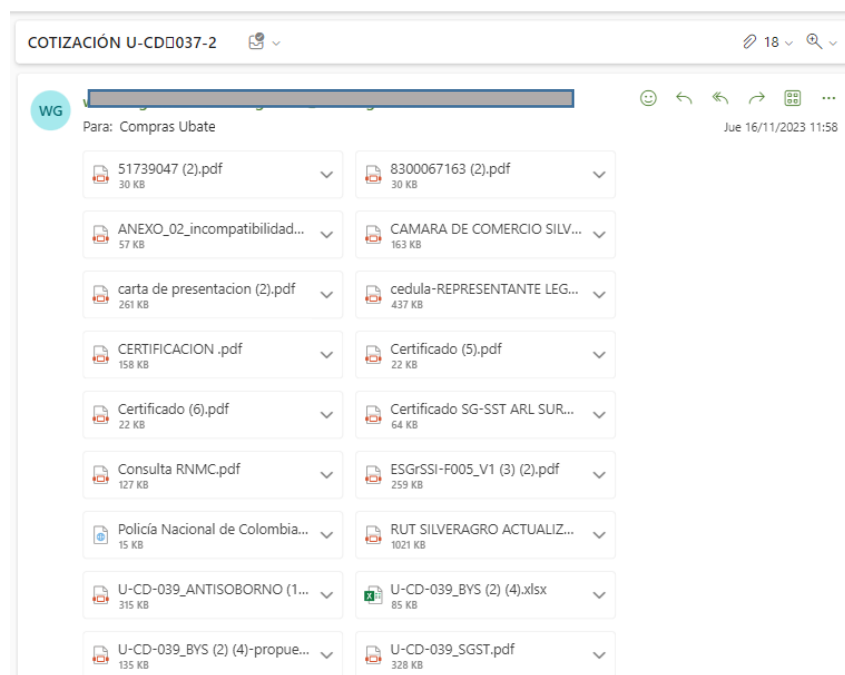 COTIZACIÓN U-CD▯037-2
18
WG
Para: Compras Ubate
Jue 16/11/2023 11:58
51739047 (2).pdf
30 KB
8300067163 (2).pdf
30 KB
ANEXO_02_incompatibilidad...
57 KB
CAMARA DE COMERCIO SILV...
163 KB
carta de presentacion (2).pdf
261 KB
cedula-REPRESENTANTE LEG...
437 KB
CERTIFICACION .pdf
158 KB
Certificado (5).pdf
22 KB
Certificado (6).pdf
22 KB
Certificado SG-SST ARL SUR...
64 KB
Consulta RNMC.pdf
127 KB
ESGrSSI-F005_V1 (3) (2).pdf
259 KB
Policía Nacional de Colombia...
15 KB
RUT SILVERAGRO ACTUALIZ...
1021 KB
U-CD-039_ANTISOBORNO (1...
315 KB
U-CD-039_BYS (2) (4).xlsx
85 KB
U-CD-039_BYS (2) (4)-propue...
135 KB
U-CD-039_SGST.pdf
328 KB